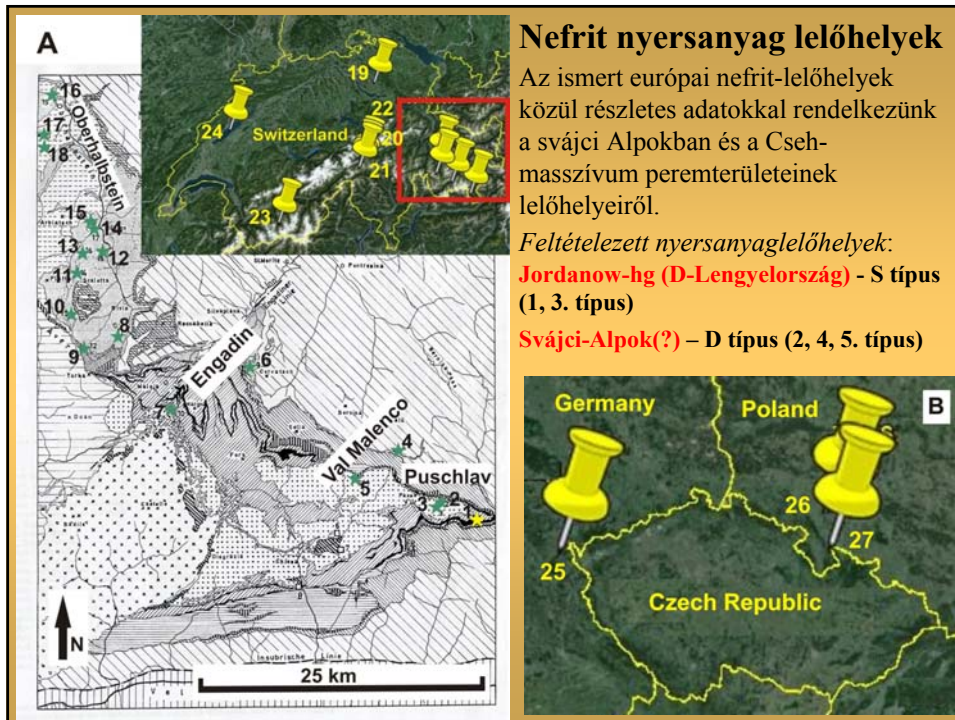 Nefrit nyersanyag lelőhelyek
Az ismert európai nefrit-lelőhelyek
közül részletes adatokkal rendelkezünk
a svájci Alpokban és a Cseh-
masszívum peremterületeinek
lelőhelyeiről.
Feltételezett nyersanyaglelőhelyek:
Jordanow-hg (D-Lengyelország) - S típus
(1, 3. típus)
Svájci-Alpok(?) – D típus (2, 4, 5. típus)
A
19
24
Switzerland
22
20
21
23
16
Oberhalbstein
17
18
15
14
13
12
11
10
8
9
Engadin
6
7
Val Malenco
4
5
Puschlav
3
2
1
N
Insubrische Linie
25 km
B
Germany
Poland
26
27
25
Czech Republic